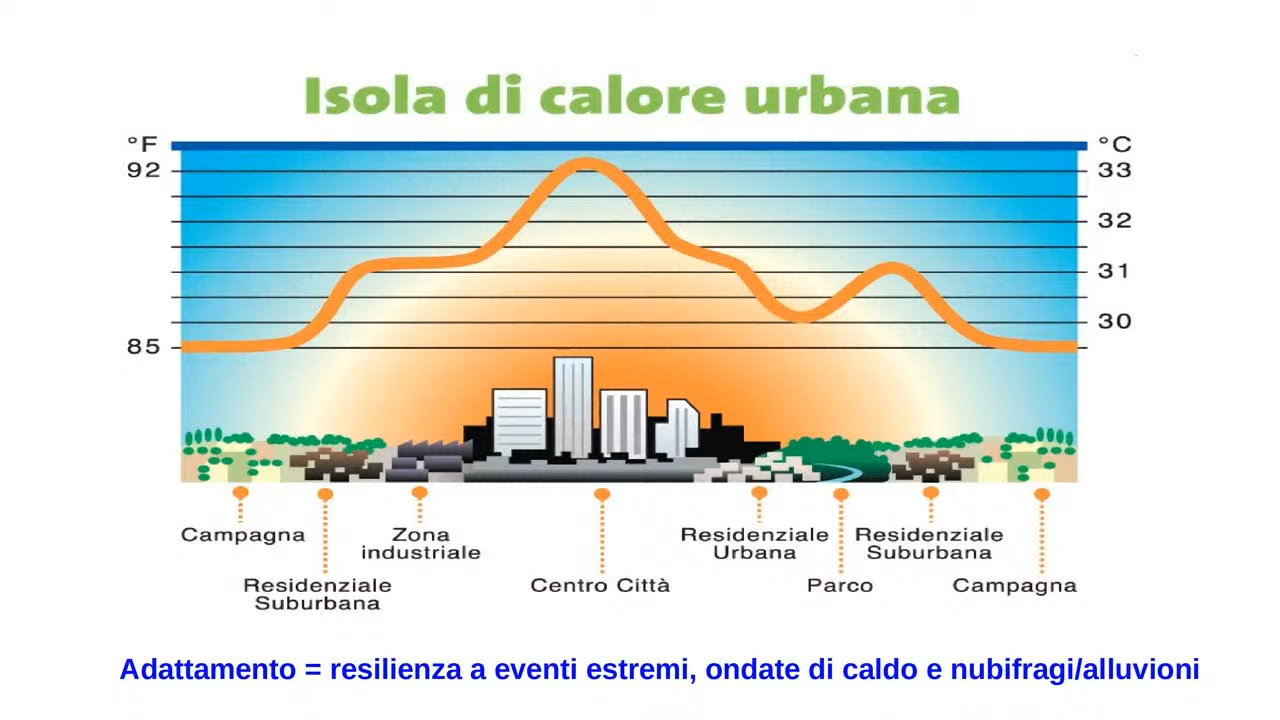 Isola di calore urbana
°F
°C
92
33
32
31
30
85
Campagna
Zona
industriale
Residenziale
Urbana
Residenziale
Suburbana
Residenziale
Suburbana
Centro Città
Parco
Campagna
Adattamento = resilienza a eventi estremi, ondate di caldo e nubifragi/alluvioni